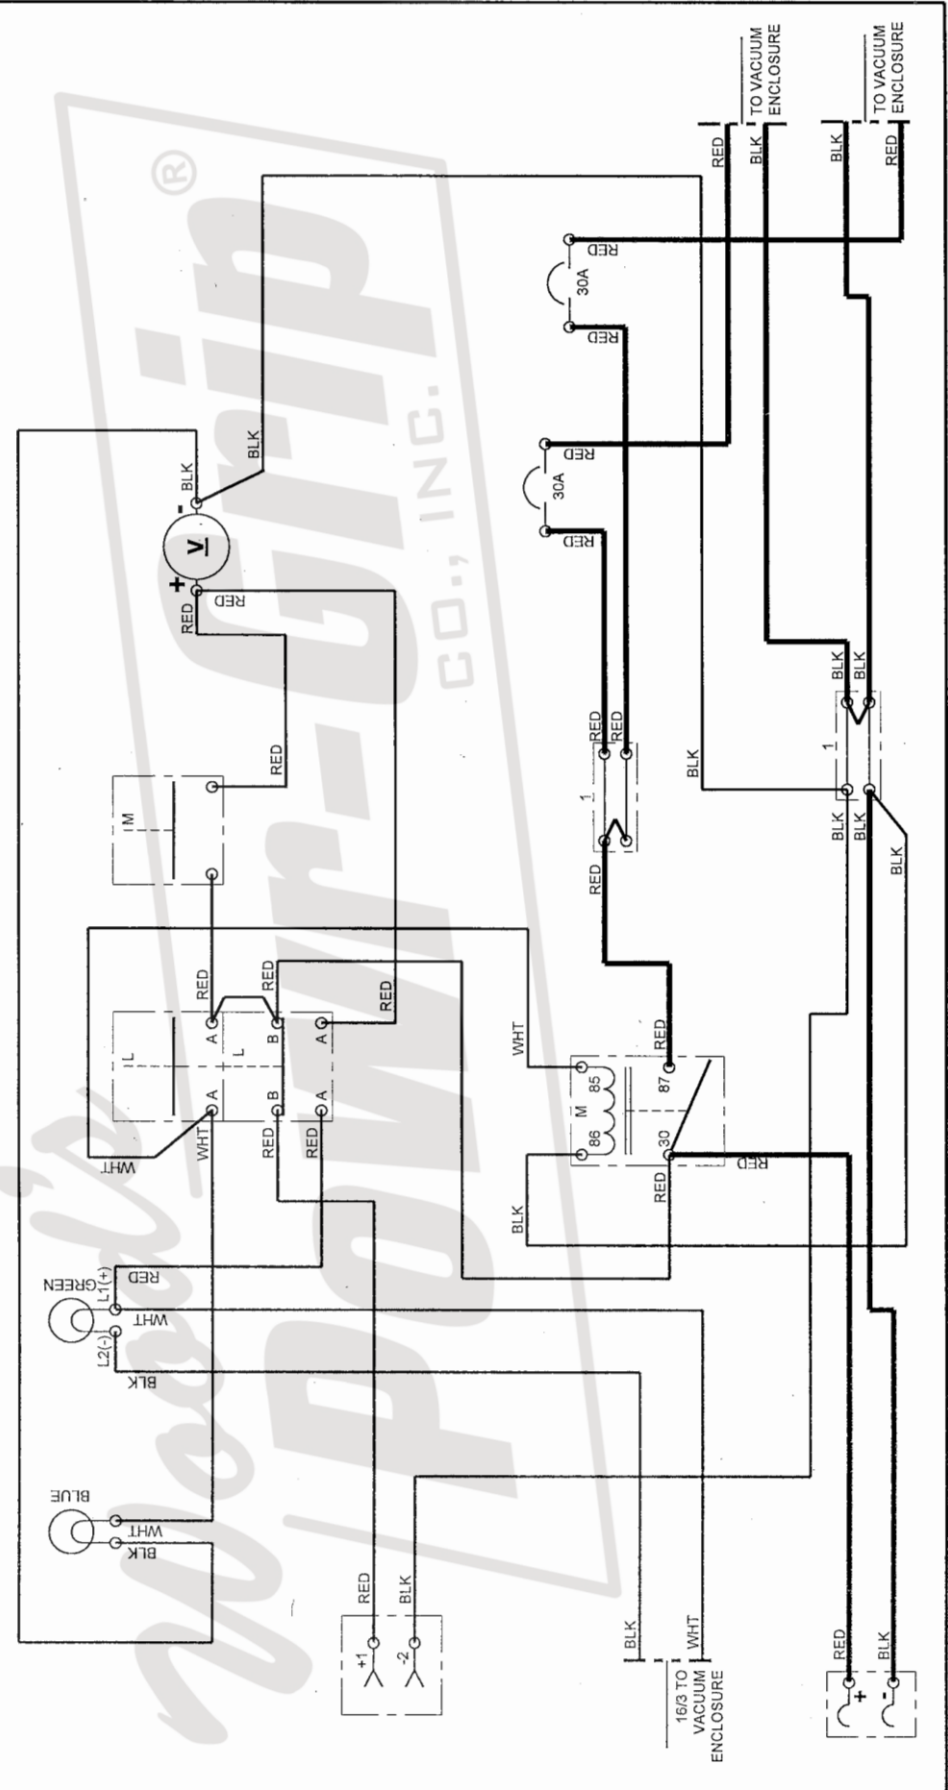 TO VACUUM
ENCLOSURE
TO VACUUM
ENCLOSURE
RED
BLK
BLK
RED
Wood's
Powr-Grip
®
CO., INC.
RED
30A
RED
BLK
BLK
-
V
+
RED
RED
RED
30A
RED
M
RED
RED
RED
1
RED
BLK
BLK
BLK
1
BLK
BLK
BLK
RED
RED
RED
L
A
L
B
A
A
B
A
WHT
WHT
RED
RED
WHT
RED
85
87
M
86
30
RED
RED
BLK
GREEN
L1(+)
L2(-)
RED
WHT
BLK
BLUE
WHT
BLK
RED
BLK
+1
-2
BLK
WHT
16/3 TO
VACUUM
ENCLOSURE
RED
BLK
+
-